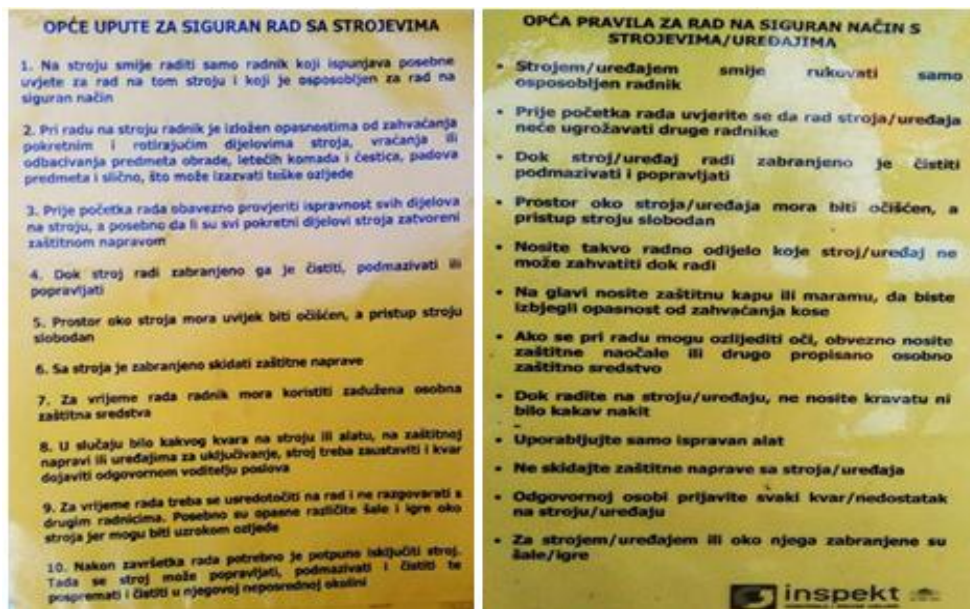 OPĆE UPUTE ZA SIGURAN RAD SA STROJEVIMA
1. Na stroju smije raditi samo radnik koji ispunjava posebne
uvjete za rad na tom stroju i koji je osposobljen za rad na
siguran način
2. Pri radu na stroju radnik je izložen opasnostima od zahvaćanja
pokretnim i rotirajućim dijelovima stroja, vraćanja ili
odbacivanja predmeta obrade, letećih komada i čestica, padova
predmeta i slično, što može izazvati teške ozljede
3. Prije početka rada obavezno provjeriti ispravnost svih dijelova
na stroju, a posebno da li su svi pokretni dijelovi stroja zatvoreni
zaštitnom napravom
4. Dok stroj radi zabranjeno ga je čistiti, podmazivati ili
popravljati
5. Prostor oko stroja mora uvijek biti očišćen, a pristup stroju
slobodan
6. Sa stroja je zabranjeno skidati zaštitne naprave
7. Za vrijeme rada radnik mora koristiti zadužena osobna
zaštitna sredstva
8. U slučaju bilo kakvog kvara na stroju ili alatu, na zaštitnoj
napravi ili uređajima za uključivanje, stroj treba zaustaviti i kvar
dojaviti odgovornom voditelju poslova
9. Za vrijeme rada treba se usredotočiti na rad i ne razgovarati s
drugim radnicima. Posebno su opasne različite šale i igre oko
stroja jer mogu biti uzrokom ozljede
10. Nakon završetka rada potrebno je potpuno isključiti stroj.
Tada se stroj može popravljati, podmazivati i čistiti te
pospremati i čistiti u njegovoj neposrednoj okolini
OPĆA PRAVILA ZA RAD NA SIGURAN NAČIN S
STROJEVIMA/UREĐAJIMA
• Strojem/uređajem smije rukovati samo
osposobljen radnik
• Prije početka rada uvjerite se da rad stroja/uređaja
neće ugrožavati druge radnike
• Dok stroj/uređaj radi zabranjeno je čistiti
podmazivati i popravljati
• Prostor oko stroja/uređaja mora biti očišćen, a
pristup stroju slobodan
• Nosite takvo radno odijelo koje stroj/uređaj ne
može zahvatiti dok radi
• Na glavi nosite zaštitnu kapu ili maramu, da biste
izbjegli opasnost od zahvaćanja kose
• Ako se pri radu mogu ozlijediti oči, obvezno nosite
zaštitne naočale ili drugo propisano osobno
zaštitno sredstvo
• Dok radite na stroju/uređaju, ne nosite kravatu ni
bilo kakav nakit
–
• Uporabljujte samo ispravan alat
• Ne skidajte zaštitne naprave sa stroja/uređaja
• Odgovornoj osobi prijavite svaki kvar/nedostatak
na stroju/uređaju
• Za strojem/uređajem ili oko njega zabranjene su
šale/igre
inspekt